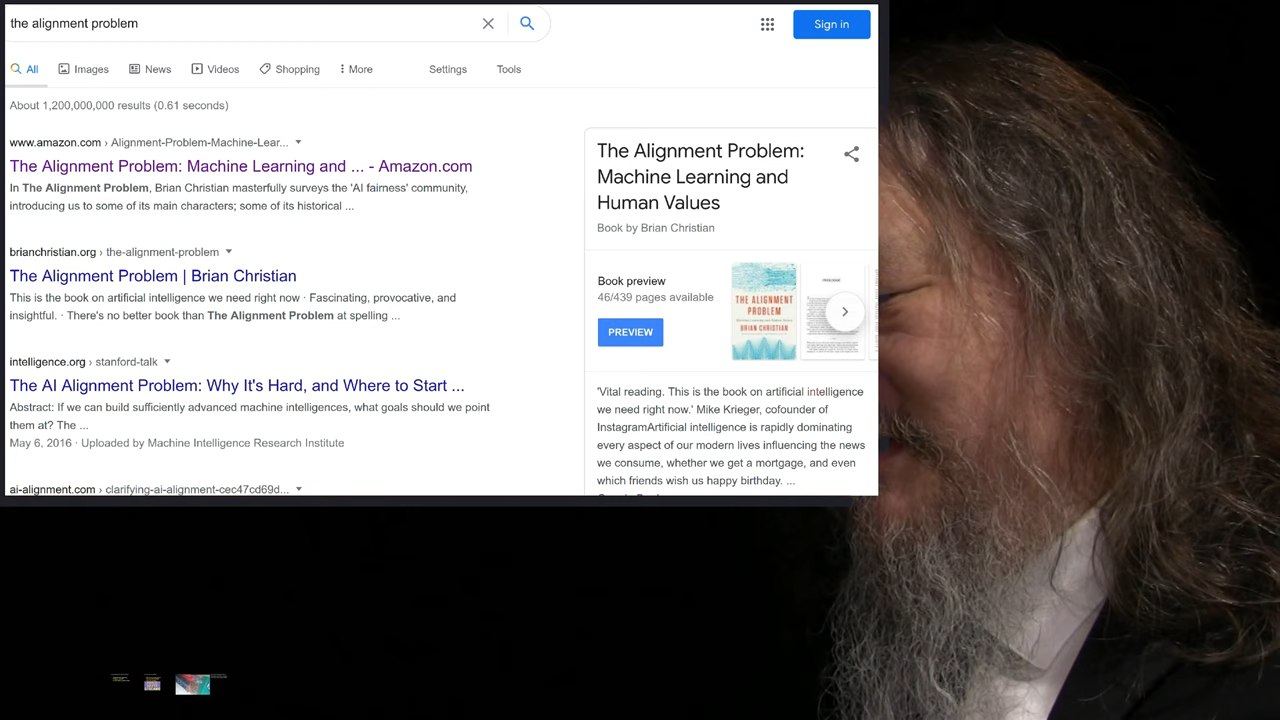 the alignment problem
Sign in
All Images News Videos Shopping More Settings Tools
About 1,200,000,000 results (0.61 seconds)
www.amazon.com › Alignment-Problem-Machine-Lear...
The Alignment Problem: Machine Learning and ... - Amazon.com
In The Alignment Problem, Brian Christian masterfully surveys the 'AI fairness' community,
introducing us to some of its main characters; some of its historical ...
brianchristian.org › the-alignment-problem
The Alignment Problem | Brian Christian
This is the book on artificial intelligence we need right now · Fascinating, provocative, and
insightful. · There's no better book than The Alignment Problem at spelling ...
intelligence.org › stanford-talk
The AI Alignment Problem: Why It's Hard, and Where to Start ...
Abstract: If we can build sufficiently advanced machine intelligences, what goals should we point
them at? The ...
May 6, 2016 · Uploaded by Machine Intelligence Research Institute
ai-alignment.com › clarifying-ai-alignment-cec47cd69d...
The Alignment Problem:
Machine Learning and
Human Values
Book by Brian Christian
Book preview
46/439 pages available
PREVIEW
THE ALIGNMENT
PROBLEM
BRIAN CHRISTIAN
'Vital reading. This is the book on artificial intelligence
we need right now.' Mike Krieger, cofounder of
InstagramArtificial intelligence is rapidly dominating
every aspect of our modern lives influencing the news
we consume, whether we get a mortgage, and even
which friends wish us happy birthday. ...